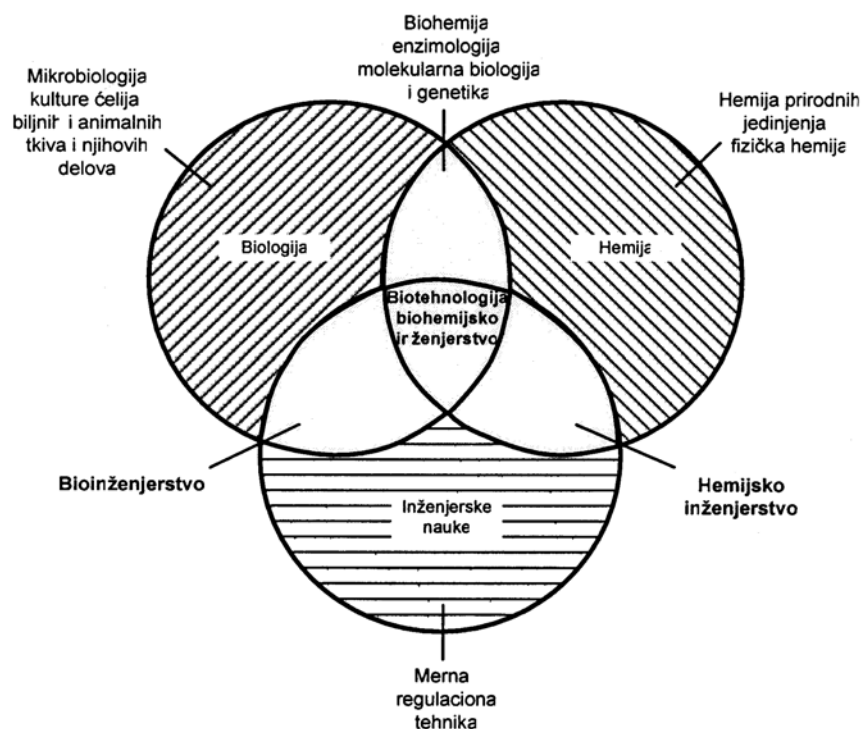 Biohemija
enzimologija
molekularna biologija
i genetika
Mikrobiologija
kulture ćelija
biljnih i animalnih
tkiva i njihovih
delova
Hemija prirodnih
jedinjenja
fizička hemija
Biologija
Hemija
Biotehnologija
biohemijsko
inženjerstvo
Bioinženjerstvo
Hemijsko
inženjerstvo
Inženjerske
nauke
Merna
regulaciona
tehnika